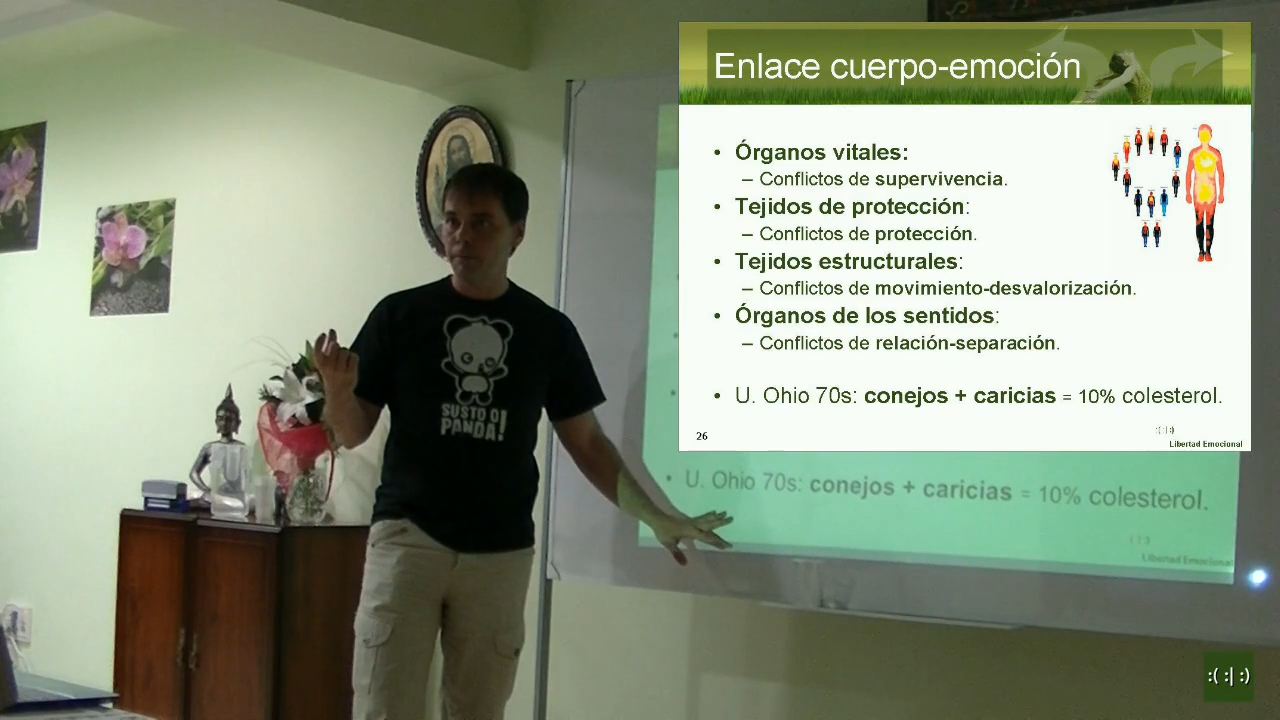 Enlace cuerpo-emoción
• Órganos vitales:
– Conflictos de supervivencia.
• Tejidos de protección:
– Conflictos de protección.
• Tejidos estructurales:
– Conflictos de movimiento-desvalorización.
• Órganos de los sentidos:
– Conflictos de relación-separación.
• U. Ohio 70s: conejos + caricias = 10% colesterol.
26
:(:|:)
Libertad Emocional
• U. Ohio 70s: conejos + caricias = 10% colesterol.
Libertad Emocional
SUSTO O
PANDA!
:( :| :)